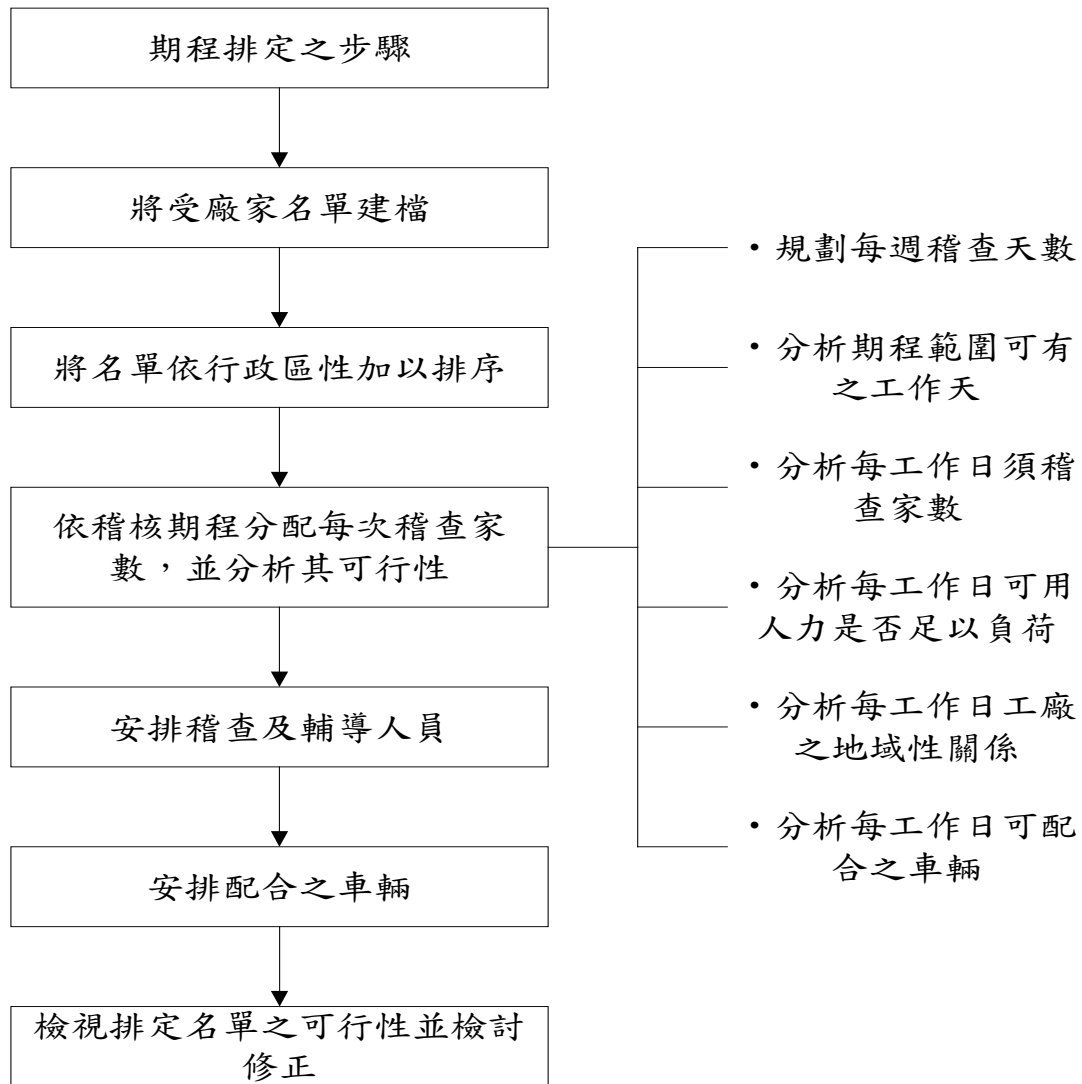 期程排定之步驟
將受廠家名單建檔
將名單依行政區性加以排序
依稽核期程分配每次稽查家
數，並分析其可行性
安排稽查及輔導人員
安排配合之車輛
檢視排定名單之可行性並檢討
修正
・規劃每週稽查天數
・分析期程範圍可有
之工作天
・分析每工作日須稽
查家數
・分析每工作日可用
人力是否足以負荷
・分析每工作日工廠
之地域性關係
・分析每工作日可配
合之車輛